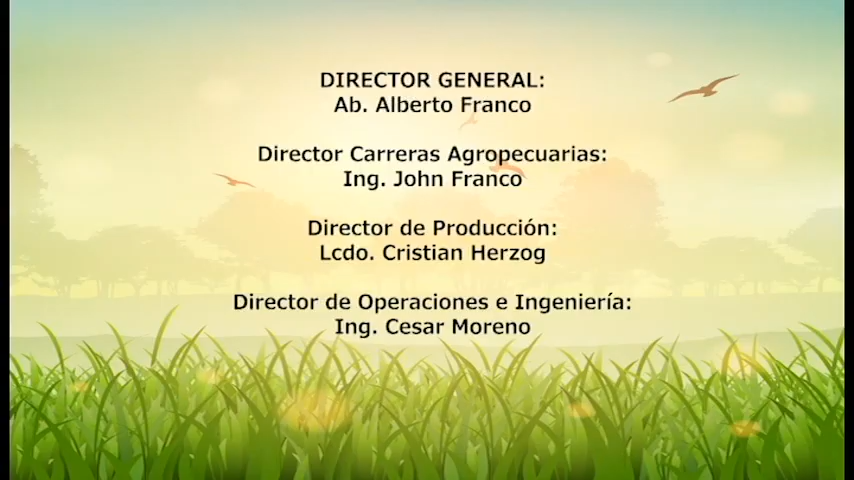 DIRECTOR GENERAL:
Ab. Alberto Franco
Director Carreras Agropecuarias:
Ing. John Franco
Director de Producción:
Lcdo. Cristian Herzog
Director de Operaciones e Ingeniería:
Ing. Cesar Moreno